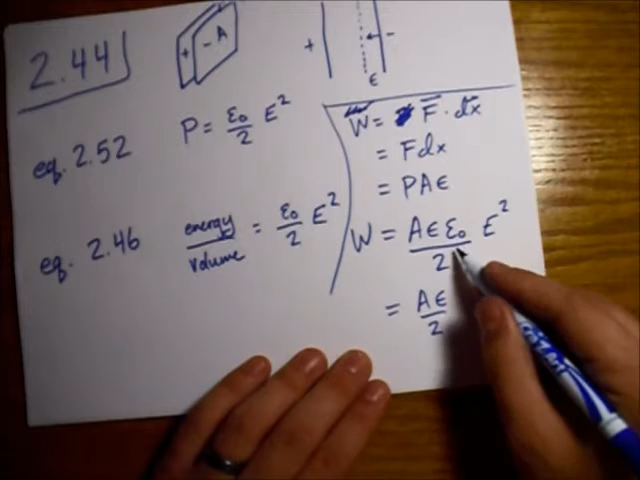 2.44
+ - A
+ -
ε
eq. 2.52 P = ε₀/2 E²
eq. 2.46 energy/volume = ε₀/2 E²
W = F⃗ · dx⃗
= Fdx
= PAε
W = Aεε₀/2 E²
= Aε/2